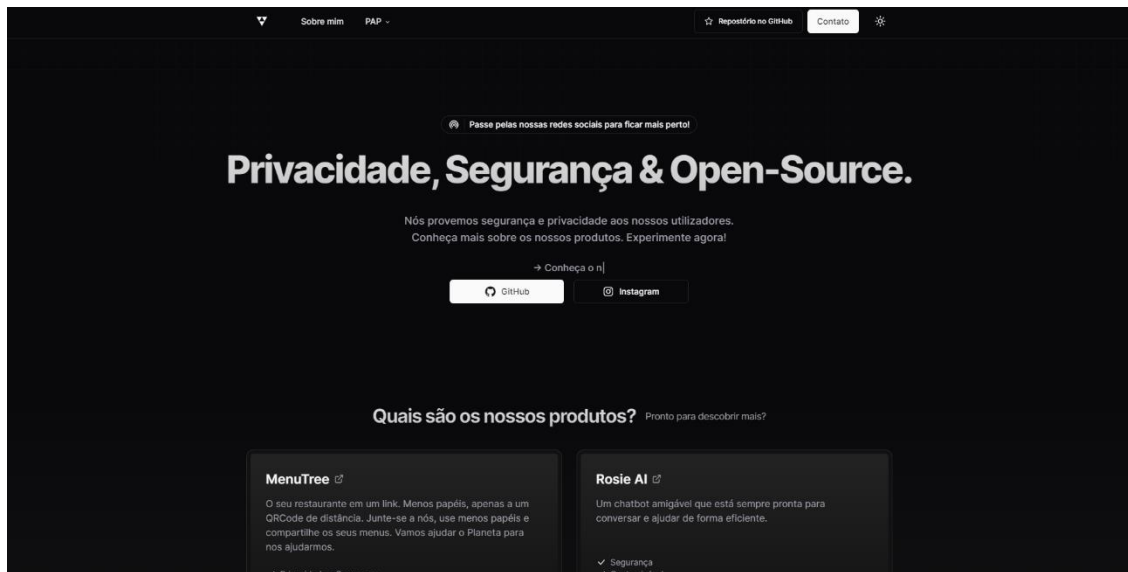 Sobre mim
PAP
Repostório no GitHub
Contato
Passe pelas nossas redes sociais para ficar mais perto!
Privacidade, Segurança & Open-Source.
Nós provemos segurança e privacidade aos nossos utilizadores.
Conheça mais sobre os nossos produtos. Experimente agora!
→ Conheça o n|
GitHub
Instagram
Quais são os nossos produtos? Pronto para descobrir mais?
MenuTree
O seu restaurante em um link. Menos papéis, apenas a um
QRCode de distância. Junte-se a nós, use menos papéis e
compartilhe os seus menus. Vamos ajudar o Planeta para
nos ajudarmos.
Rosie AI
Um chatbot amigável que está sempre pronta para
conversar e ajudar de forma eficiente.
✓ Segurança